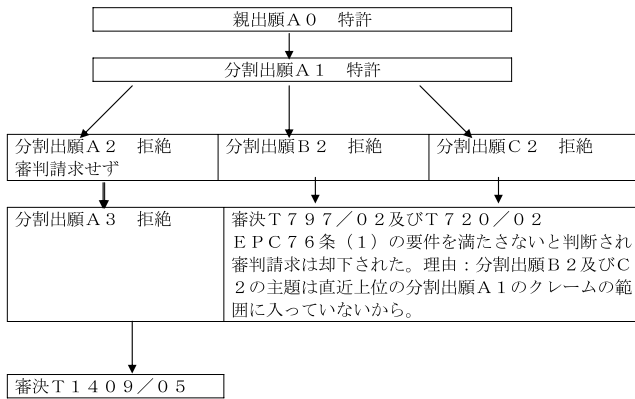 親出願Ａ０　特許
分割出願Ａ１　特許
分割出願Ａ２　拒絶
審判請求せず
分割出願Ｂ２　拒絶
分割出願Ｃ２　拒絶
分割出願Ａ３　拒絶
審決Ｔ７９７／０２及びＴ７２０／０２
ＥＰＣ７６条（１）の要件を満たさないと判断され
審判請求は却下された。理由：分割出願Ｂ２及びＣ
２の主題は直近上位の分割出願Ａ１のクレームの範
囲に入っていないから。
審決Ｔ１４０９／０５